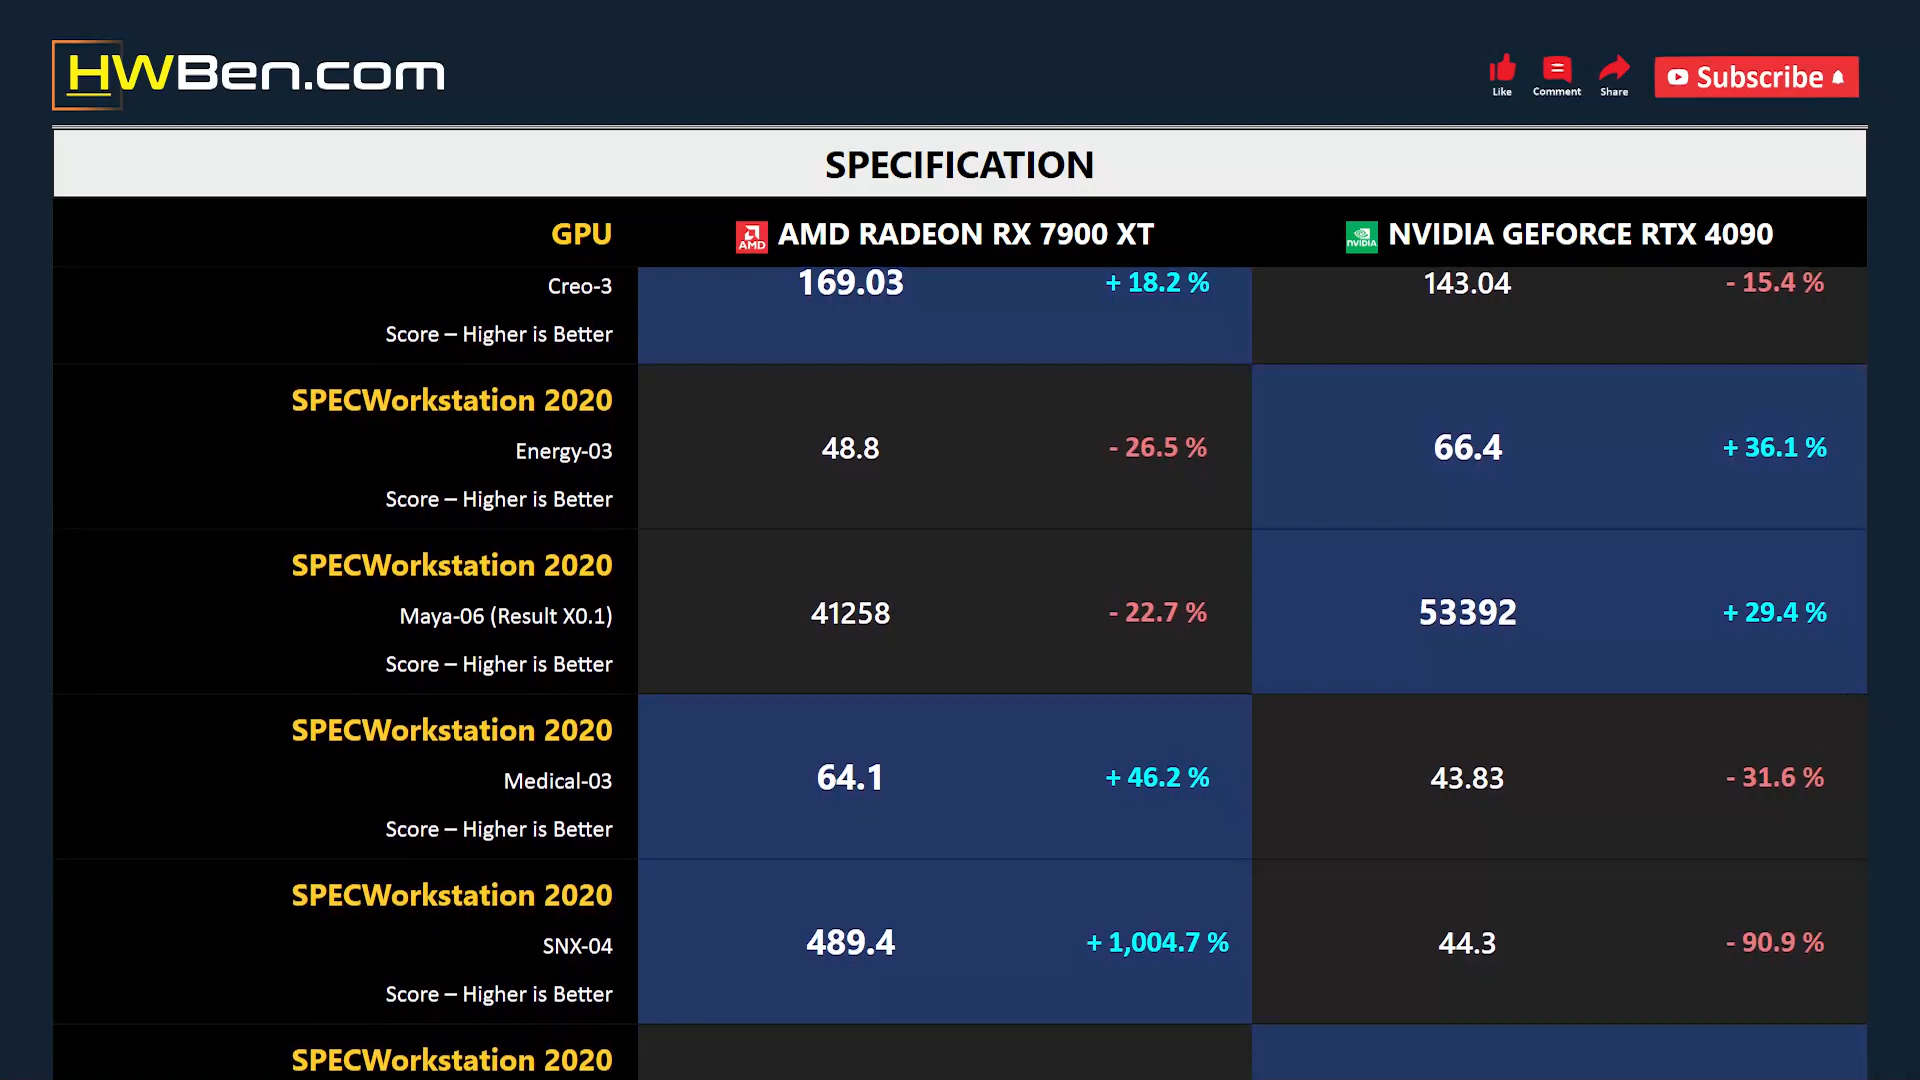 HWBen.com
Like Comment Share Subscribe
SPECIFICATION
GPU AMD AMD RADEON RX 7900 XT NVIDIA NVIDIA GEFORCE RTX 4090
Creo-3 169.03 + 18.2 % 143.04 - 15.4 %
Score – Higher is Better
SPECWorkstation 2020
Energy-03 48.8 - 26.5 % 66.4 + 36.1 %
Score – Higher is Better
SPECWorkstation 2020
Maya-06 (Result X0.1) 41258 - 22.7 % 53392 + 29.4 %
Score – Higher is Better
SPECWorkstation 2020
Medical-03 64.1 + 46.2 % 43.83 - 31.6 %
Score – Higher is Better
SPECWorkstation 2020
SNX-04 489.4 + 1,004.7 % 44.3 - 90.9 %
Score – Higher is Better
SPECWorkstation 2020